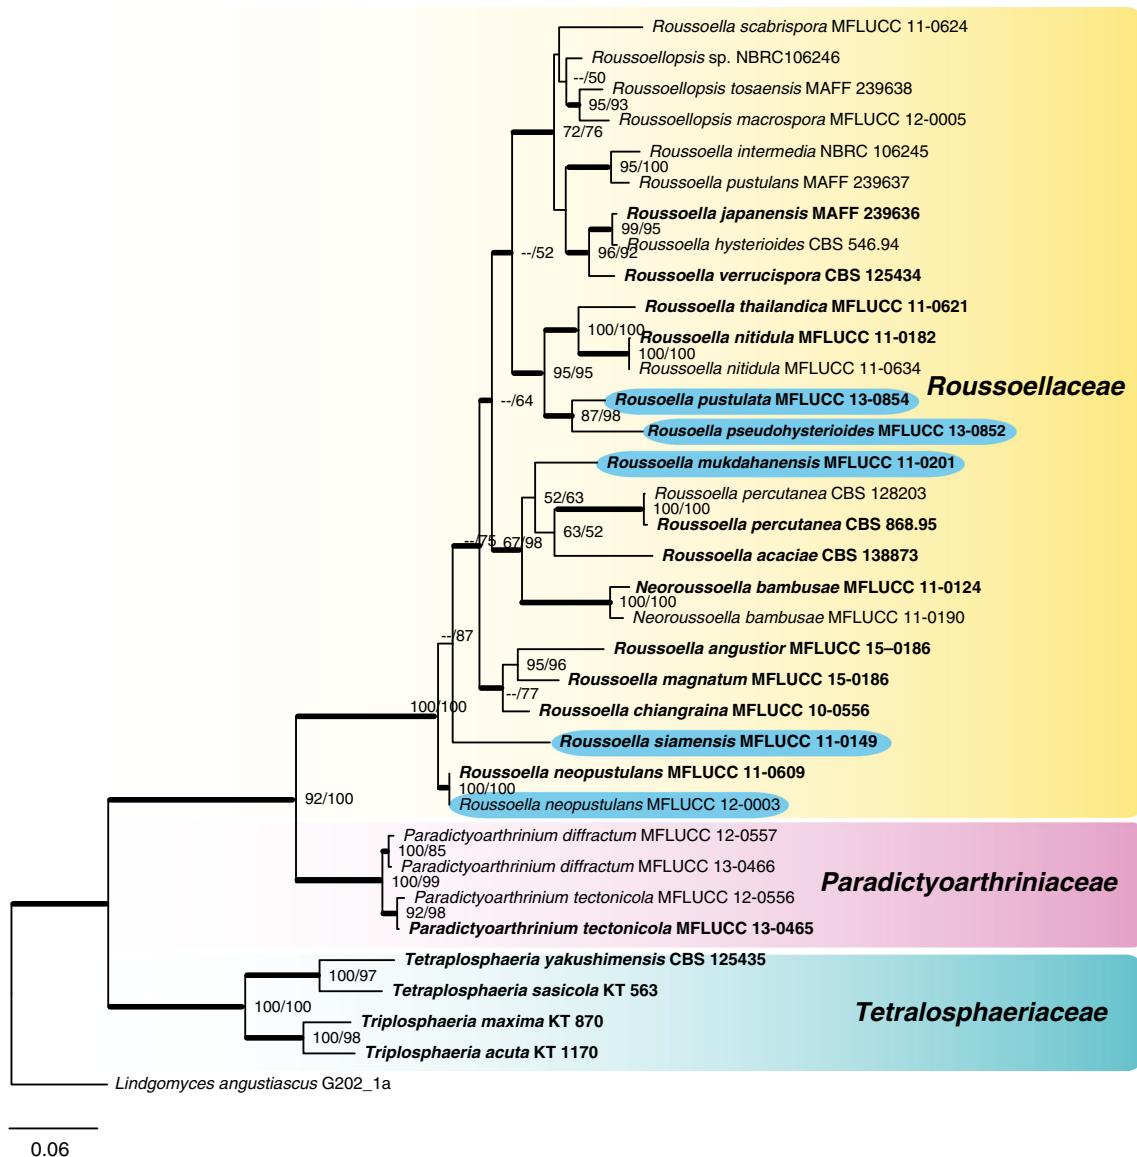 Roussoella scabrispora MFLUCC 11-0624
Roussoellopsis sp. NBRC106246
--/50
Roussoellopsis tosaensis MAFF 239638
95/93
Roussoellopsis macrospora MFLUCC 12-0005
72/76
Roussoella intermedia NBRC 106245
95/100
Roussoella pustulans MAFF 239637
Roussoella japanensis MAFF 239636
99/95
Roussoella hysterioides CBS 546.94
--/52
96/92
Roussoella verrucispora CBS 125434
Roussoella thailandica MFLUCC 11-0621
100/100
Roussoella nitidula MFLUCC 11-0182
100/100
Roussoella nitidula MFLUCC 11-0634
95/95
Roussoellaceae
--/64
Rousoella pustulata MFLUCC 13-0854
87/98
Rousoella pseudohysterioides MFLUCC 13-0852
Roussoella mukdahanensis MFLUCC 11-0201
52/63
Roussoella percutanea CBS 128203
100/100
Roussoella percutanea CBS 868.95
63/52
--/75
67/98
Roussoella acaciae CBS 138873
Neoroussoella bambusae MFLUCC 11-0124
100/100
Neoroussoella bambusae MFLUCC 11-0190
--/87
Roussoella angustior MFLUCC 15–0186
95/96
Roussoella magnatum MFLUCC 15-0186
--/77
100/100
Roussoella chiangraina MFLUCC 10-0556
Roussoella siamensis MFLUCC 11-0149
Roussoella neopustulans MFLUCC 11-0609
100/100
92/100
Roussoella neopustulans MFLUCC 12-0003
Paradictyoarthrinium diffractum MFLUCC 12-0557
100/85
Paradictyoarthrinium diffractum MFLUCC 13-0466
100/99
Paradictyoarthriniaceae
Paradictyoarthrinium tectonicola MFLUCC 12-0556
92/98
Paradictyoarthrinium tectonicola MFLUCC 13-0465
Tetraplosphaeria yakushimensis CBS 125435
100/97
Tetraplosphaeria sasicola KT 563
100/100
Tetralosphaeriaceae
Triplosphaeria maxima KT 870
100/98
Triplosphaeria acuta KT 1170
Lindgomyces angustiascus G202_1a
0.06